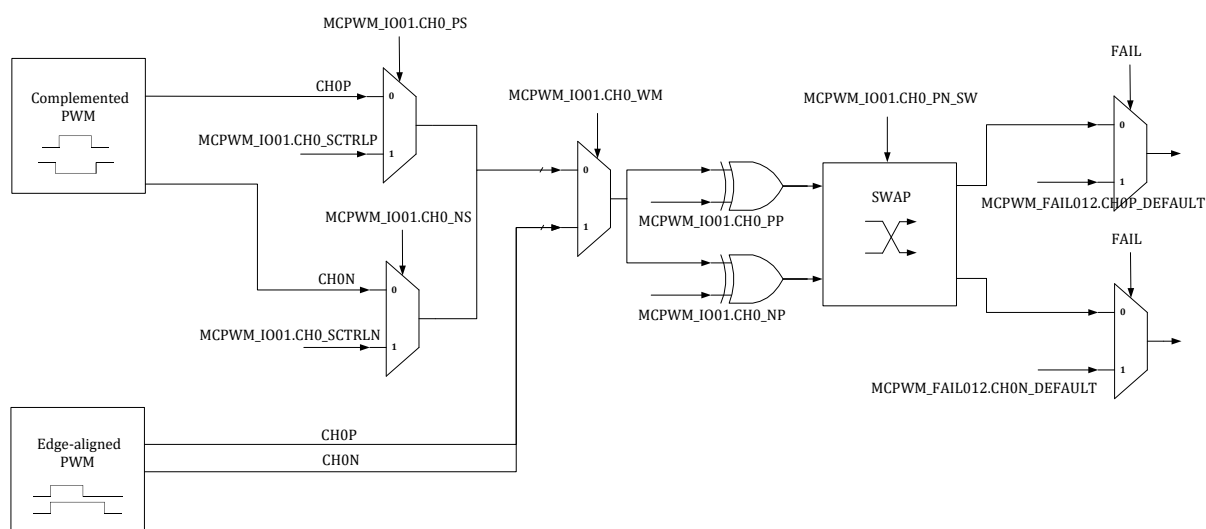 MCPWM_IO01.CH0_PS
FAIL
CH0P
Complemented
PWM
0
MCPWM_IO01.CH0_WM
MCPWM_IO01.CH0_PN_SW
0
MCPWM_IO01.CH0_SCTRLP
1
0
SWAP
1
MCPWM_FAIL012.CH0P_DEFAULT
MCPWM_IO01.CH0_NS
1
MCPWM_IO01.CH0_PP
FAIL
CH0N
0
MCPWM_IO01.CH0_NP
0
MCPWM_IO01.CH0_SCTRLN
1
1
MCPWM_FAIL012.CH0N_DEFAULT
Edge-aligned
PWM
CH0P
CH0N